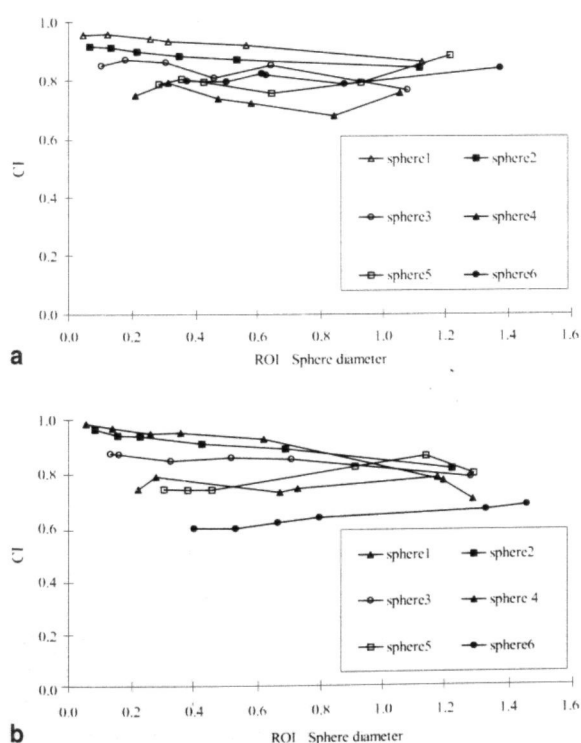 1.0
0.8
0.6
0.4
0.2
0.0
CI
0.0 0.2 0.4 0.6 0.8 1.0 1.2 1.4 1.6
ROI Sphere diameter
sphere1 sphere2
sphere3 sphere4
sphere5 sphere6
a
1.0
0.8
0.6
0.4
0.2
0.0
CI
0.0 0.2 0.4 0.6 0.8 1.0 1.2 1.4 1.6
ROI Sphere diameter
sphere1 sphere2
sphere3 sphere 4
sphere5 sphere6
b